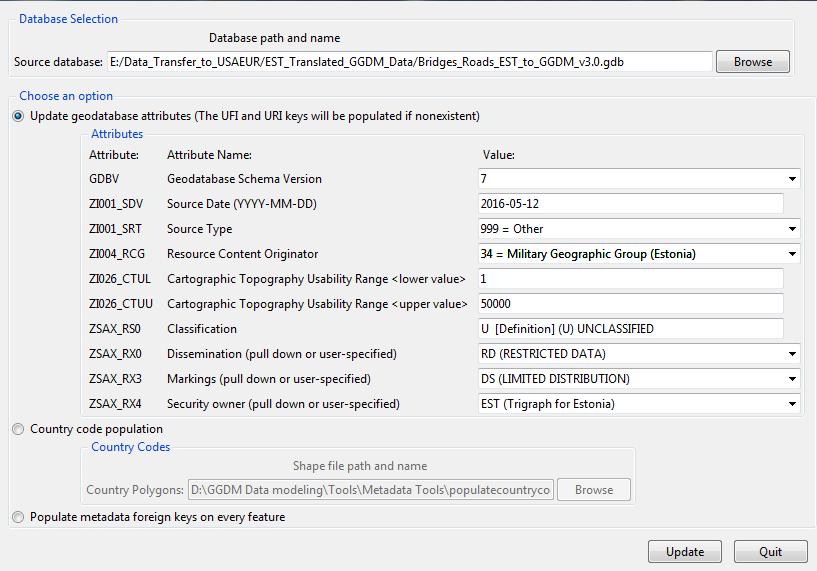 Database Selection
Database path and name
Source database: E:/Data_Transfer_to_USAEUR/EST_Translated_GGDM_Data/Bridges_Roads_EST_to_GGDM_v3.0.gdb Browse
Choose an option
Update geodatabase attributes (The UFI and URI keys will be populated if nonexistent)
Attributes
Attribute: Attribute Name: Value:
GDBV Geodatabase Schema Version 7
ZI001_SDV Source Date (YYYY-MM-DD) 2016-05-12
ZI001_SRT Source Type 999 = Other
ZI004_RCG Resource Content Originator 34 = Military Geographic Group (Estonia)
ZI026_CTUL Cartographic Topography Usability Range <lower value> 1
ZI026_CTUU Cartographic Topography Usability Range <upper value> 50000
ZSAX_RS0 Classification U [Definition] (U) UNCLASSIFIED
ZSAX_RX0 Dissemination (pull down or user-specified) RD (RESTRICTED DATA)
ZSAX_RX3 Markings (pull down or user-specified) DS (LIMITED DISTRIBUTION)
ZSAX_RX4 Security owner (pull down or user-specified) EST (Trigraph for Estonia)
Country code population
Country Codes
Shape file path and name
Country Polygons: D:\GGDM Data modeling\Tools\Metadata Tools\populatecountryco Browse
Populate metadata foreign keys on every feature
Update Quit